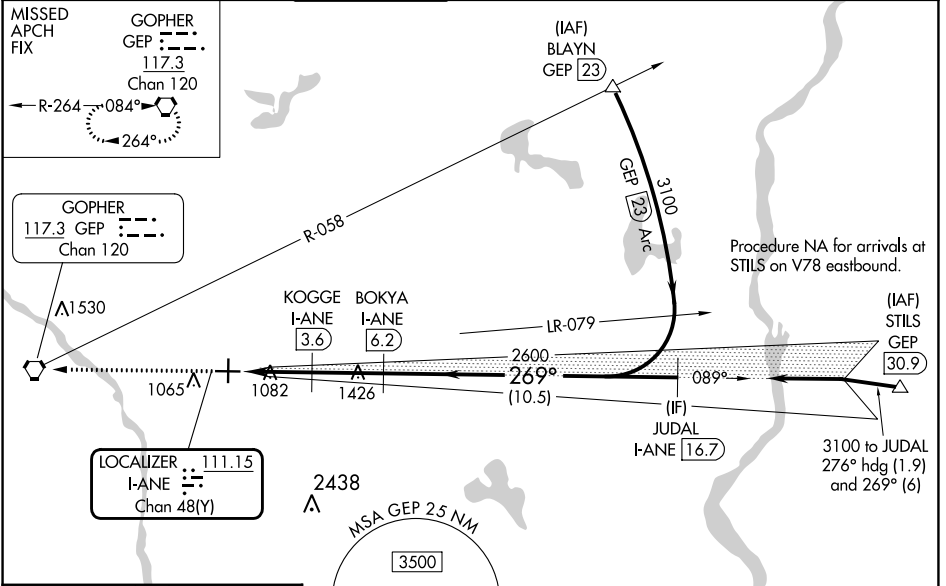 MISSED
APCH
FIX
GOPHER
GEP
117.3
Chan 120
R-264
084°
264°
(IAF)
BLAYN
GEP 23
3100
GEP 23 Arc
R-058
GOPHER
117.3 GEP
Chan 120
Procedure NA for arrivals at
STILS on V78 eastbound.
1530
KOGGE
I-ANE
3.6
BOKYA
I-ANE
6.2
LR-079
(IAF)
STILS
GEP
30.9
2600
269°
(10.5)
089°
1065
1082
1426
(IF)
JUDAL
I-ANE 16.7
3100 to JUDAL
276° hdg (1.9)
and 269° (6)
LOCALIZER 111.15
I-ANE
Chan 48(Y)
2438
MSA GEP 25 NM
3500